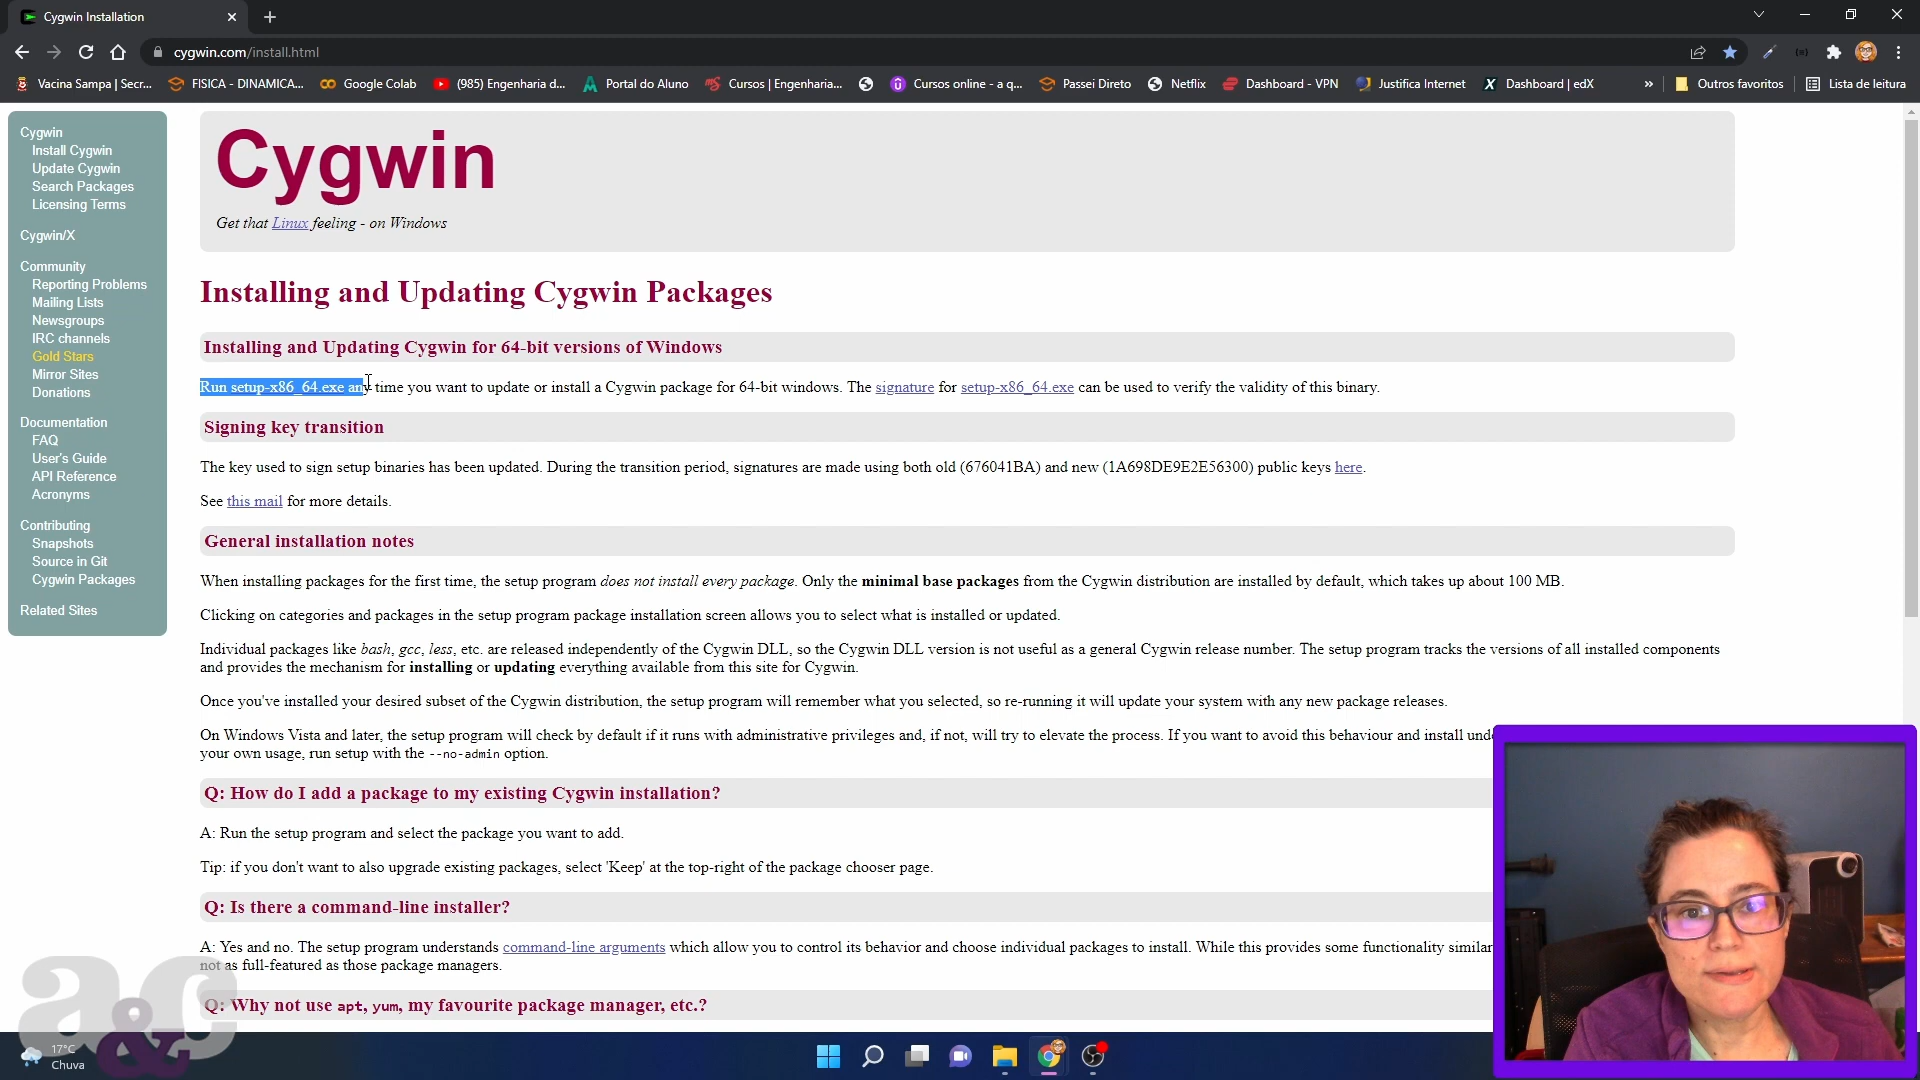 Cygwin Installation
cygwin.com/install.html
Vacina Sampa | Secr...
FISICA - DINAMICA...
Google Colab
(985) Engenharia d...
Portal do Aluno
Cursos | Engenharia...
Cursos online - a q...
Passei Direto
Netflix
Dashboard - VPN
Justifica Internet
Dashboard | edX
»
Outros favoritos
Lista de leitura
Cygwin
Install Cygwin
Update Cygwin
Search Packages
Licensing Terms
Cygwin/X
Community
Reporting Problems
Mailing Lists
Newsgroups
IRC channels
Gold Stars
Mirror Sites
Donations
Documentation
FAQ
User's Guide
API Reference
Acronyms
Contributing
Snapshots
Source in Git
Cygwin Packages
Related Sites
Cygwin
Get that Linux feeling - on Windows
Installing and Updating Cygwin Packages
Installing and Updating Cygwin for 64-bit versions of Windows
Run setup-x86_64.exe any time you want to update or install a Cygwin package for 64-bit windows. The signature for setup-x86_64.exe can be used to verify the validity of this binary.
Signing key transition
The key used to sign setup binaries has been updated. During the transition period, signatures are made using both old (676041BA) and new (1A698DE9E2E56300) public keys here.
See this mail for more details.
General installation notes
When installing packages for the first time, the setup program does not install every package. Only the minimal base packages from the Cygwin distribution are installed by default, which takes up about 100 MB.
Clicking on categories and packages in the setup program package installation screen allows you to select what is installed or updated.
Individual packages like bash, gcc, less, etc. are released independently of the Cygwin DLL, so the Cygwin DLL version is not useful as a general Cygwin release number. The setup program tracks the versions of all installed components
and provides the mechanism for installing or updating everything available from this site for Cygwin.
Once you've installed your desired subset of the Cygwin distribution, the setup program will remember what you selected, so re-running it will update your system with any new package releases.
On Windows Vista and later, the setup program will check by default if it runs with administrative privileges and, if not, will try to elevate the process. If you want to avoid this behaviour and install
your own usage, run setup with the --no-admin option.
Q: How do I add a package to my existing Cygwin installation?
A: Run the setup program and select the package you want to add.
Tip: if you don't want to also upgrade existing packages, select 'Keep' at the top-right of the package chooser page.
Q: Is there a command-line installer?
A: Yes and no. The setup program understands command-line arguments which allow you to control its behavior and choose individual packages to install. While this provides some functionality similar
not as full-featured as those package managers.
Q: Why not use apt, yum, my favourite package manager, etc.?
a&c
17°C
Chuva